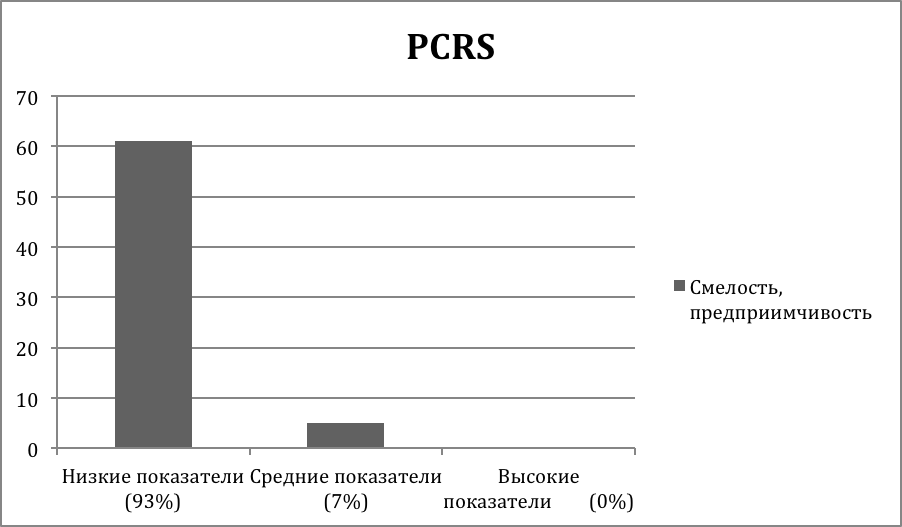 PCRS
70
60
50
40
30
20
10
0
Низкие показатели
(93%)
Средние показатели
(7%)
Высокие
показатели (0%)
Смелость,
предприимчивость